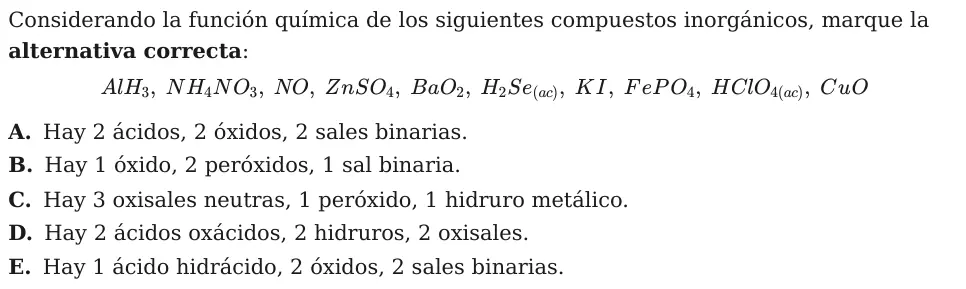 Considerando la función química de los siguientes compuestos inorgánicos, marque la
alternativa correcta:
AlH₃, NH₄NO₃, NO, ZnSO₄, BaO₂, H₂Se₍ac₎, KI, FePO₄, HClO₄₍ac₎, CuO
A. Hay 2 ácidos, 2 óxidos, 2 sales binarias.
B. Hay 1 óxido, 2 peróxidos, 1 sal binaria.
C. Hay 3 oxisales neutras, 1 peróxido, 1 hidruro metálico.
D. Hay 2 ácidos oxácidos, 2 hidruros, 2 oxisales.
E. Hay 1 ácido hidrácido, 2 óxidos, 2 sales binarias.